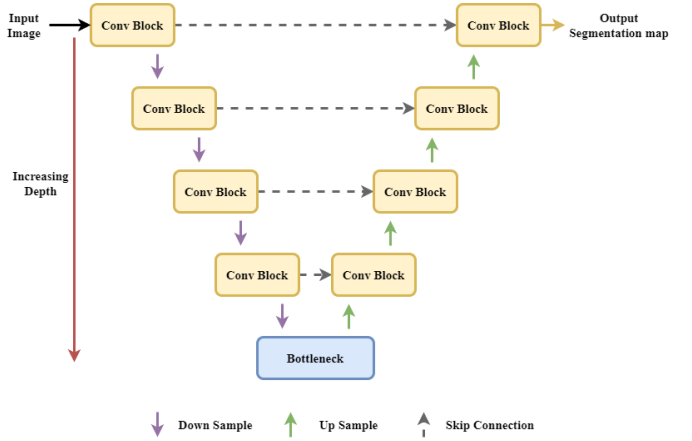 Input
Image
Conv Block
Conv Block
Output
Segmentation map
Conv Block
Conv Block
Increasing
Depth
Conv Block
Conv Block
Conv Block
Conv Block
Bottleneck
Down Sample
Up Sample
Skip Connection